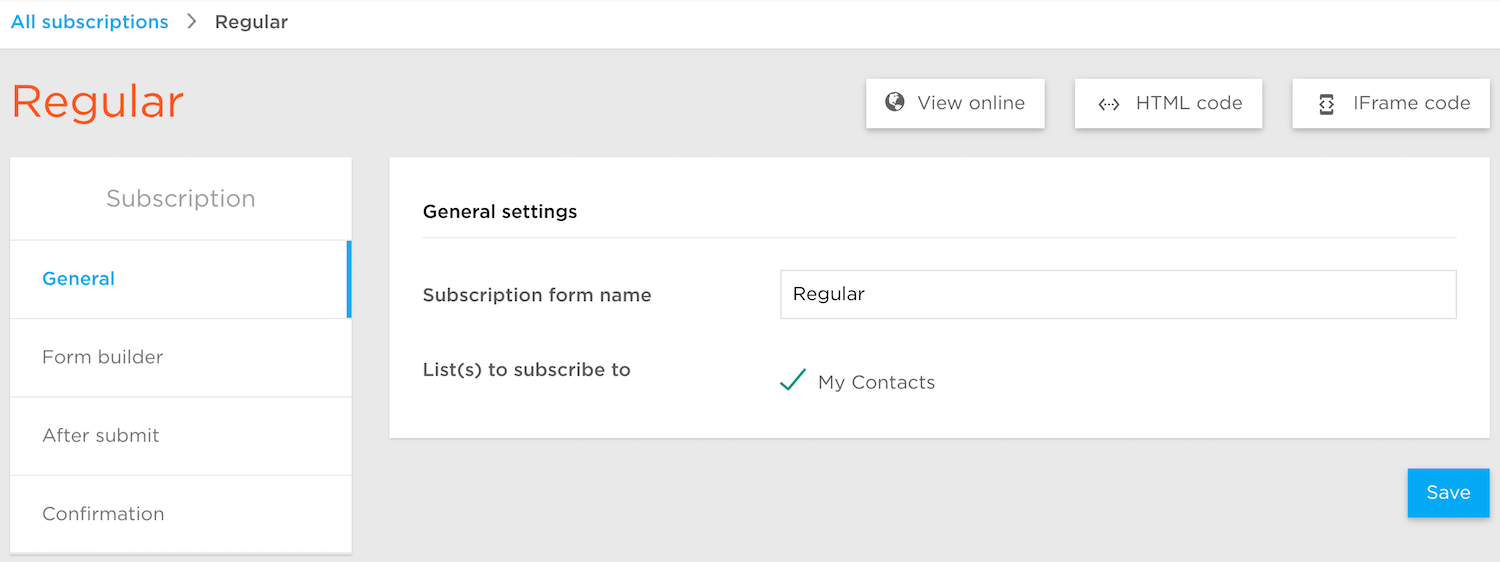 All subscriptions > Regular
Regular
View online
HTML code
IFrame code
Subscription
General
Form builder
After submit
Confirmation
General settings
Subscription form name
Regular
List(s) to subscribe to
My Contacts
Save